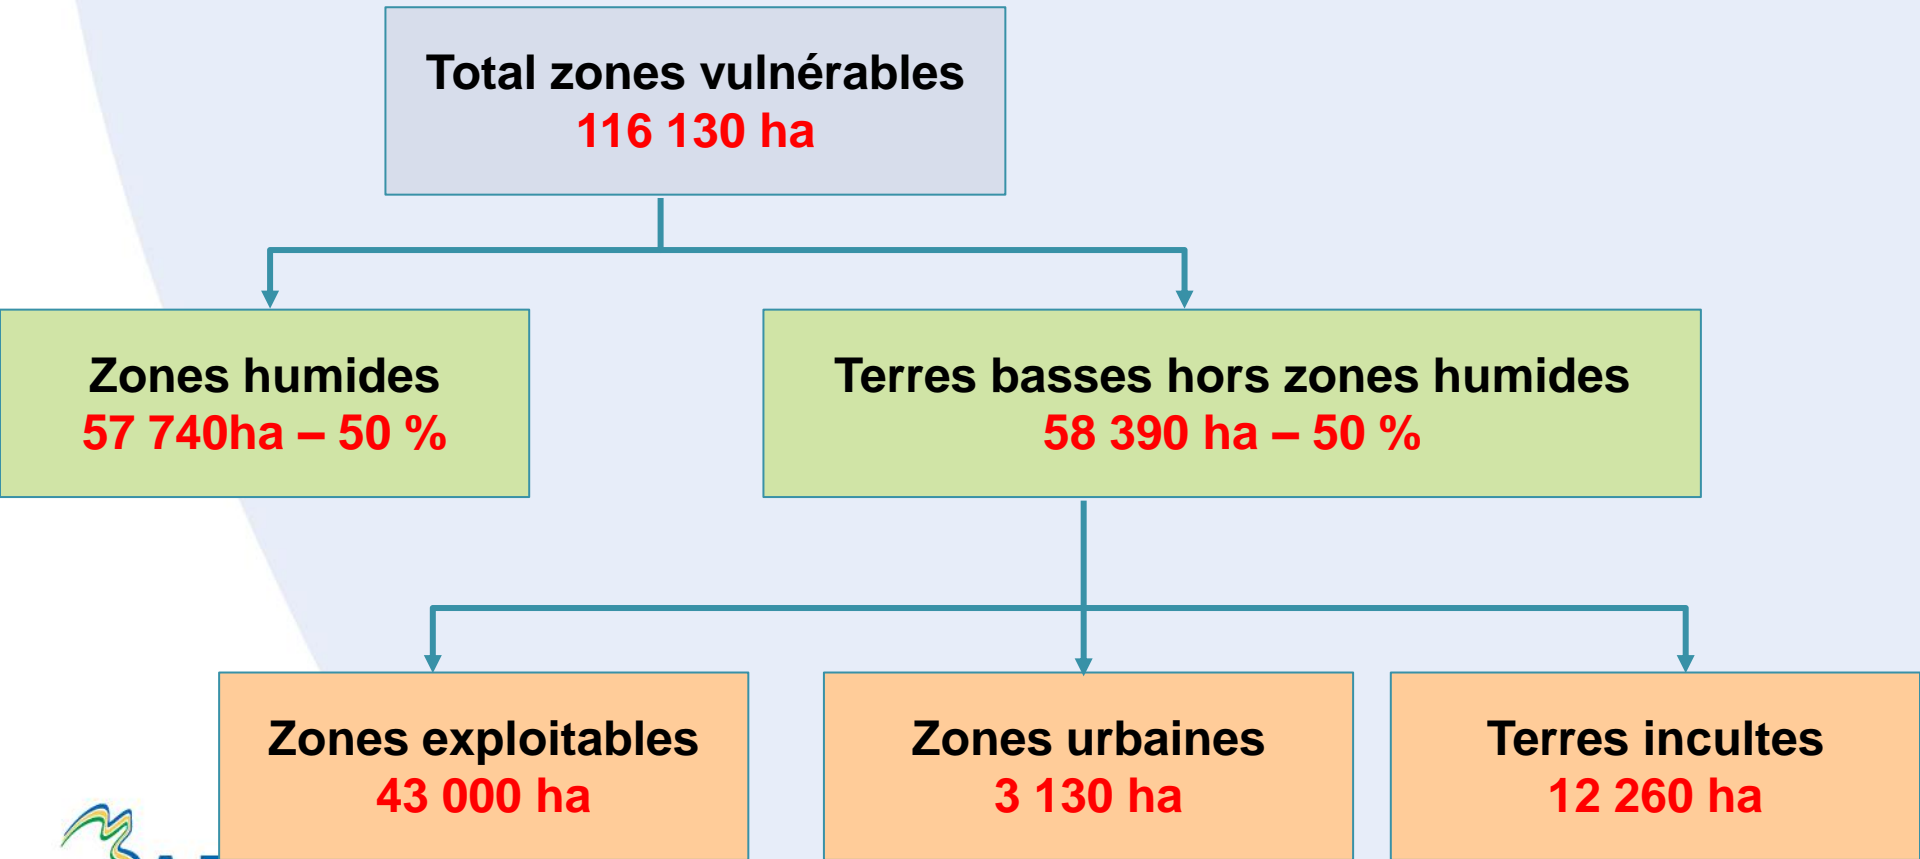 Total zones vulnérables
116 130 ha
Zones humides
57 740ha – 50 %
Terres basses hors zones humides
58 390 ha – 50 %
Zones exploitables
43 000 ha
Zones urbaines
3 130 ha
Terres incultes
12 260 ha